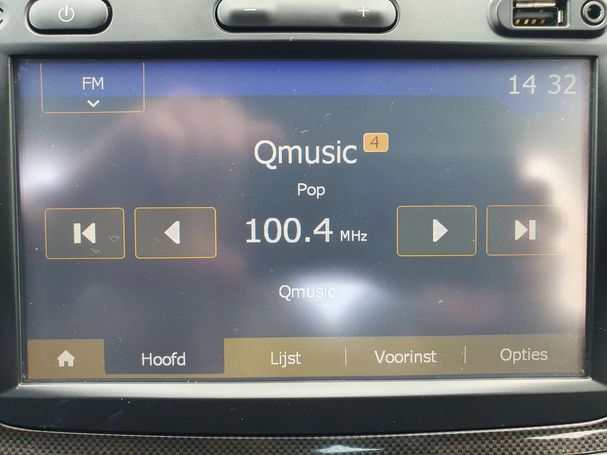 - +
FM
14 32
Qmusic 4
Pop
100.4 MHz
Qmusic
Hoofd Lijst Voorinst Opties